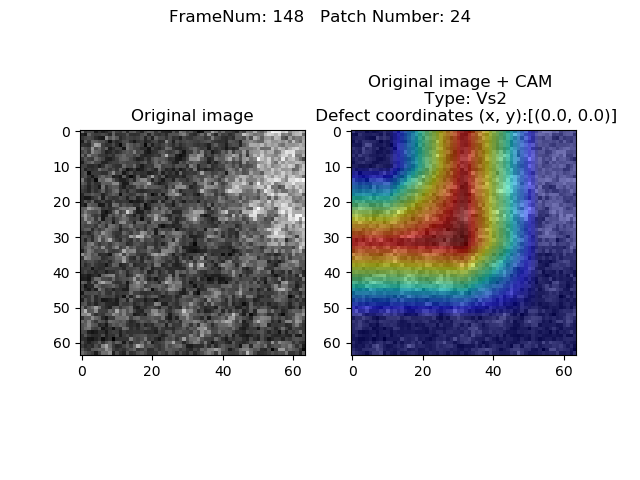 FrameNum: 148   Patch Number: 24
Original image
0
10
20
30
40
50
60
0 20 40 60
Original image + CAM
Type: Vs2
Defect coordinates (x, y):[(0.0, 0.0)]
0
10
20
30
40
50
60
0 20 40 60